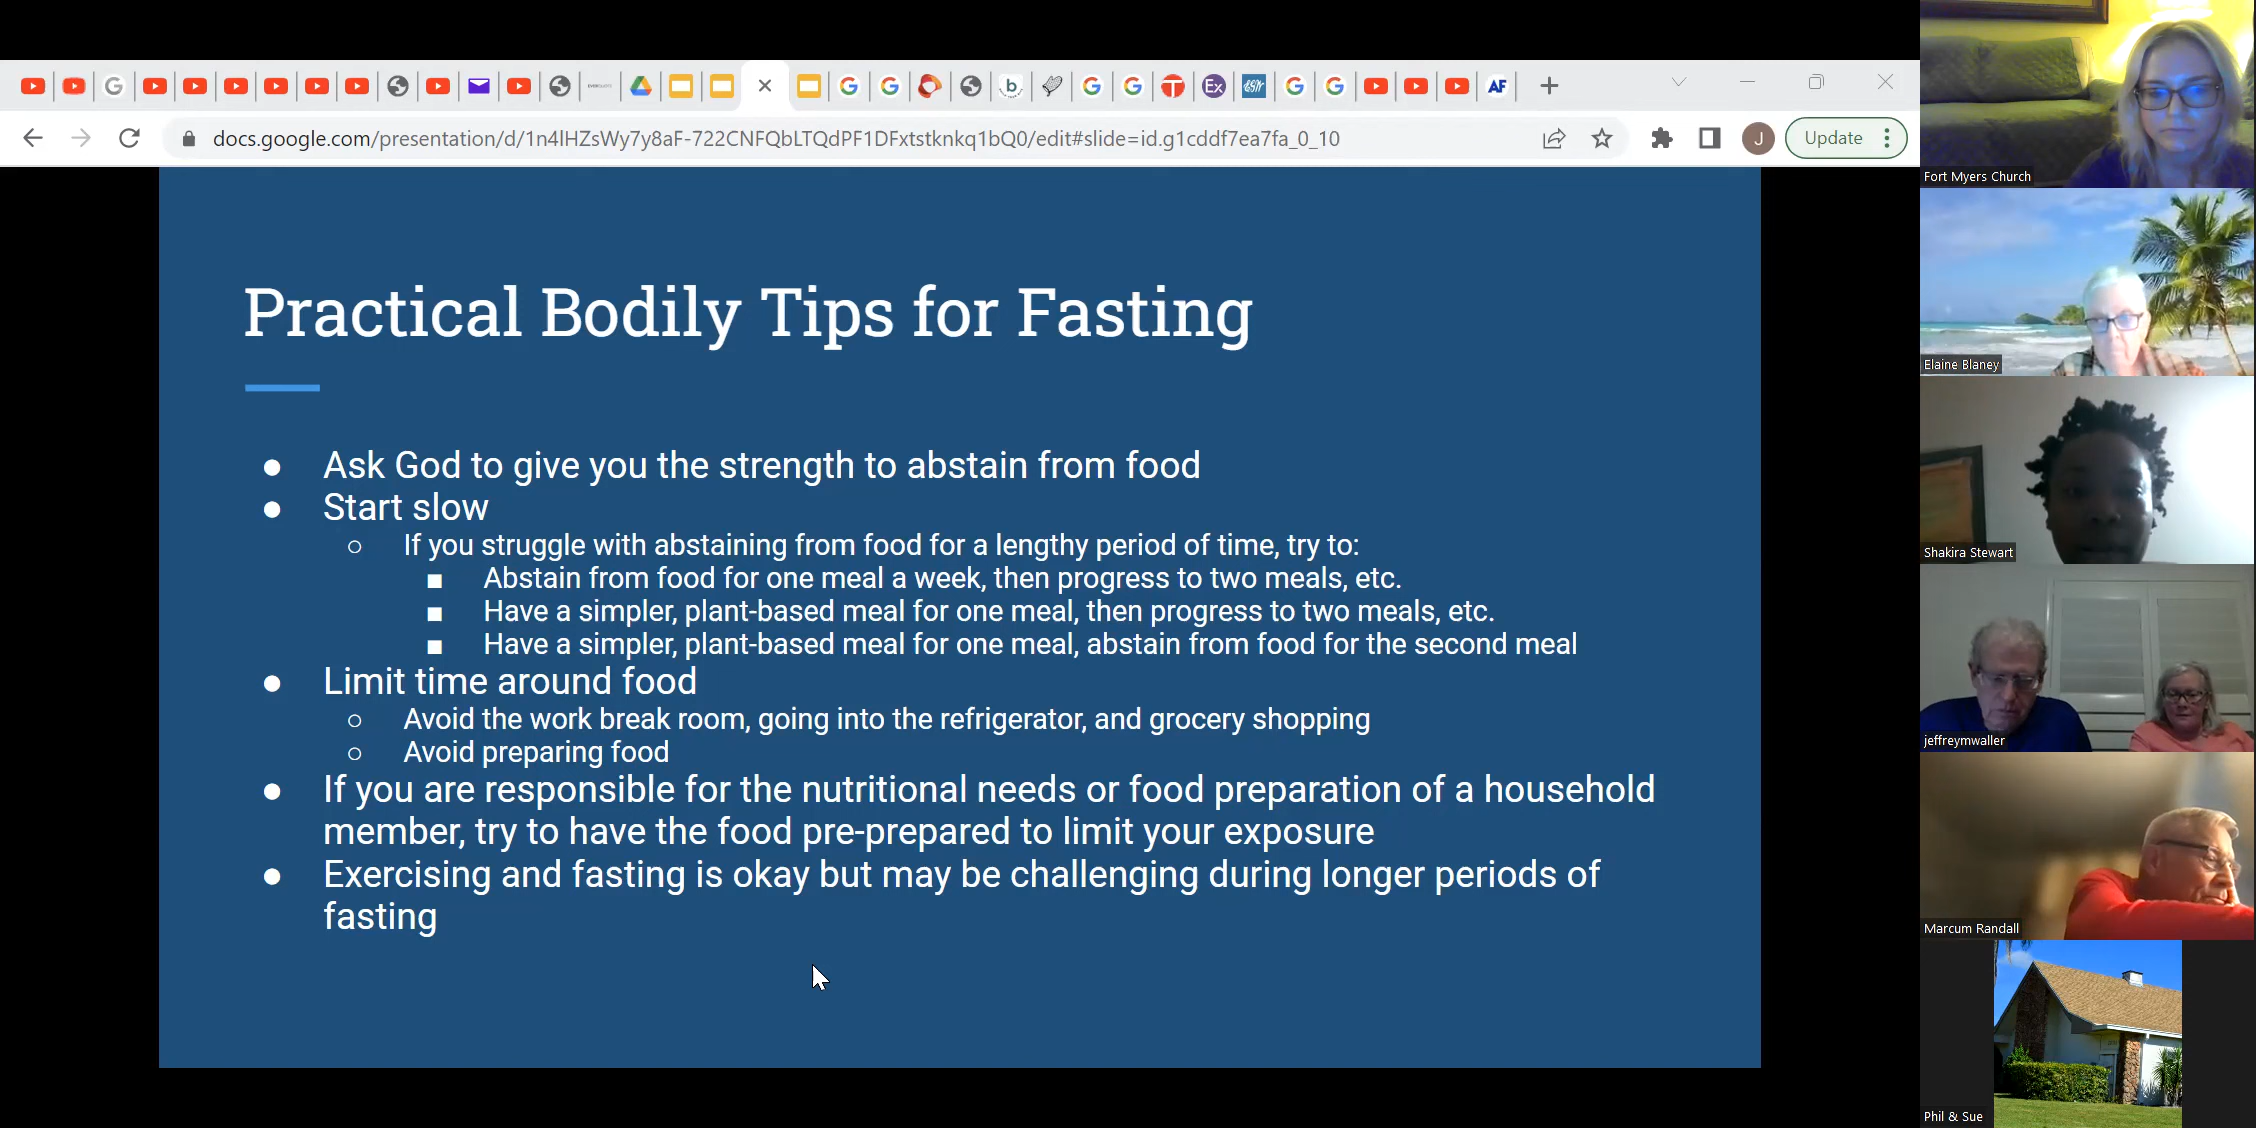 docs.google.com/presentation/d/1n4lHZsWy7y8aF-722CNFQbLTQdPF1DFxtstknkq1bQ0/edit#slide=id.g1cddf7ea7fa_0_10
J
Update
b
T
Ex
AF
Practical Bodily Tips for Fasting
● Ask God to give you the strength to abstain from food
● Start slow
○ If you struggle with abstaining from food for a lengthy period of time, try to:
■ Abstain from food for one meal a week, then progress to two meals, etc.
■ Have a simpler, plant-based meal for one meal, then progress to two meals, etc.
■ Have a simpler, plant-based meal for one meal, abstain from food for the second meal
● Limit time around food
○ Avoid the work break room, going into the refrigerator, and grocery shopping
○ Avoid preparing food
● If you are responsible for the nutritional needs or food preparation of a household
member, try to have the food pre-prepared to limit your exposure
● Exercising and fasting is okay but may be challenging during longer periods of
fasting
Fort Myers Church
Elaine Blaney
Shakira Stewart
jeffreymwaller
Marcum Randall
Phil & Sue